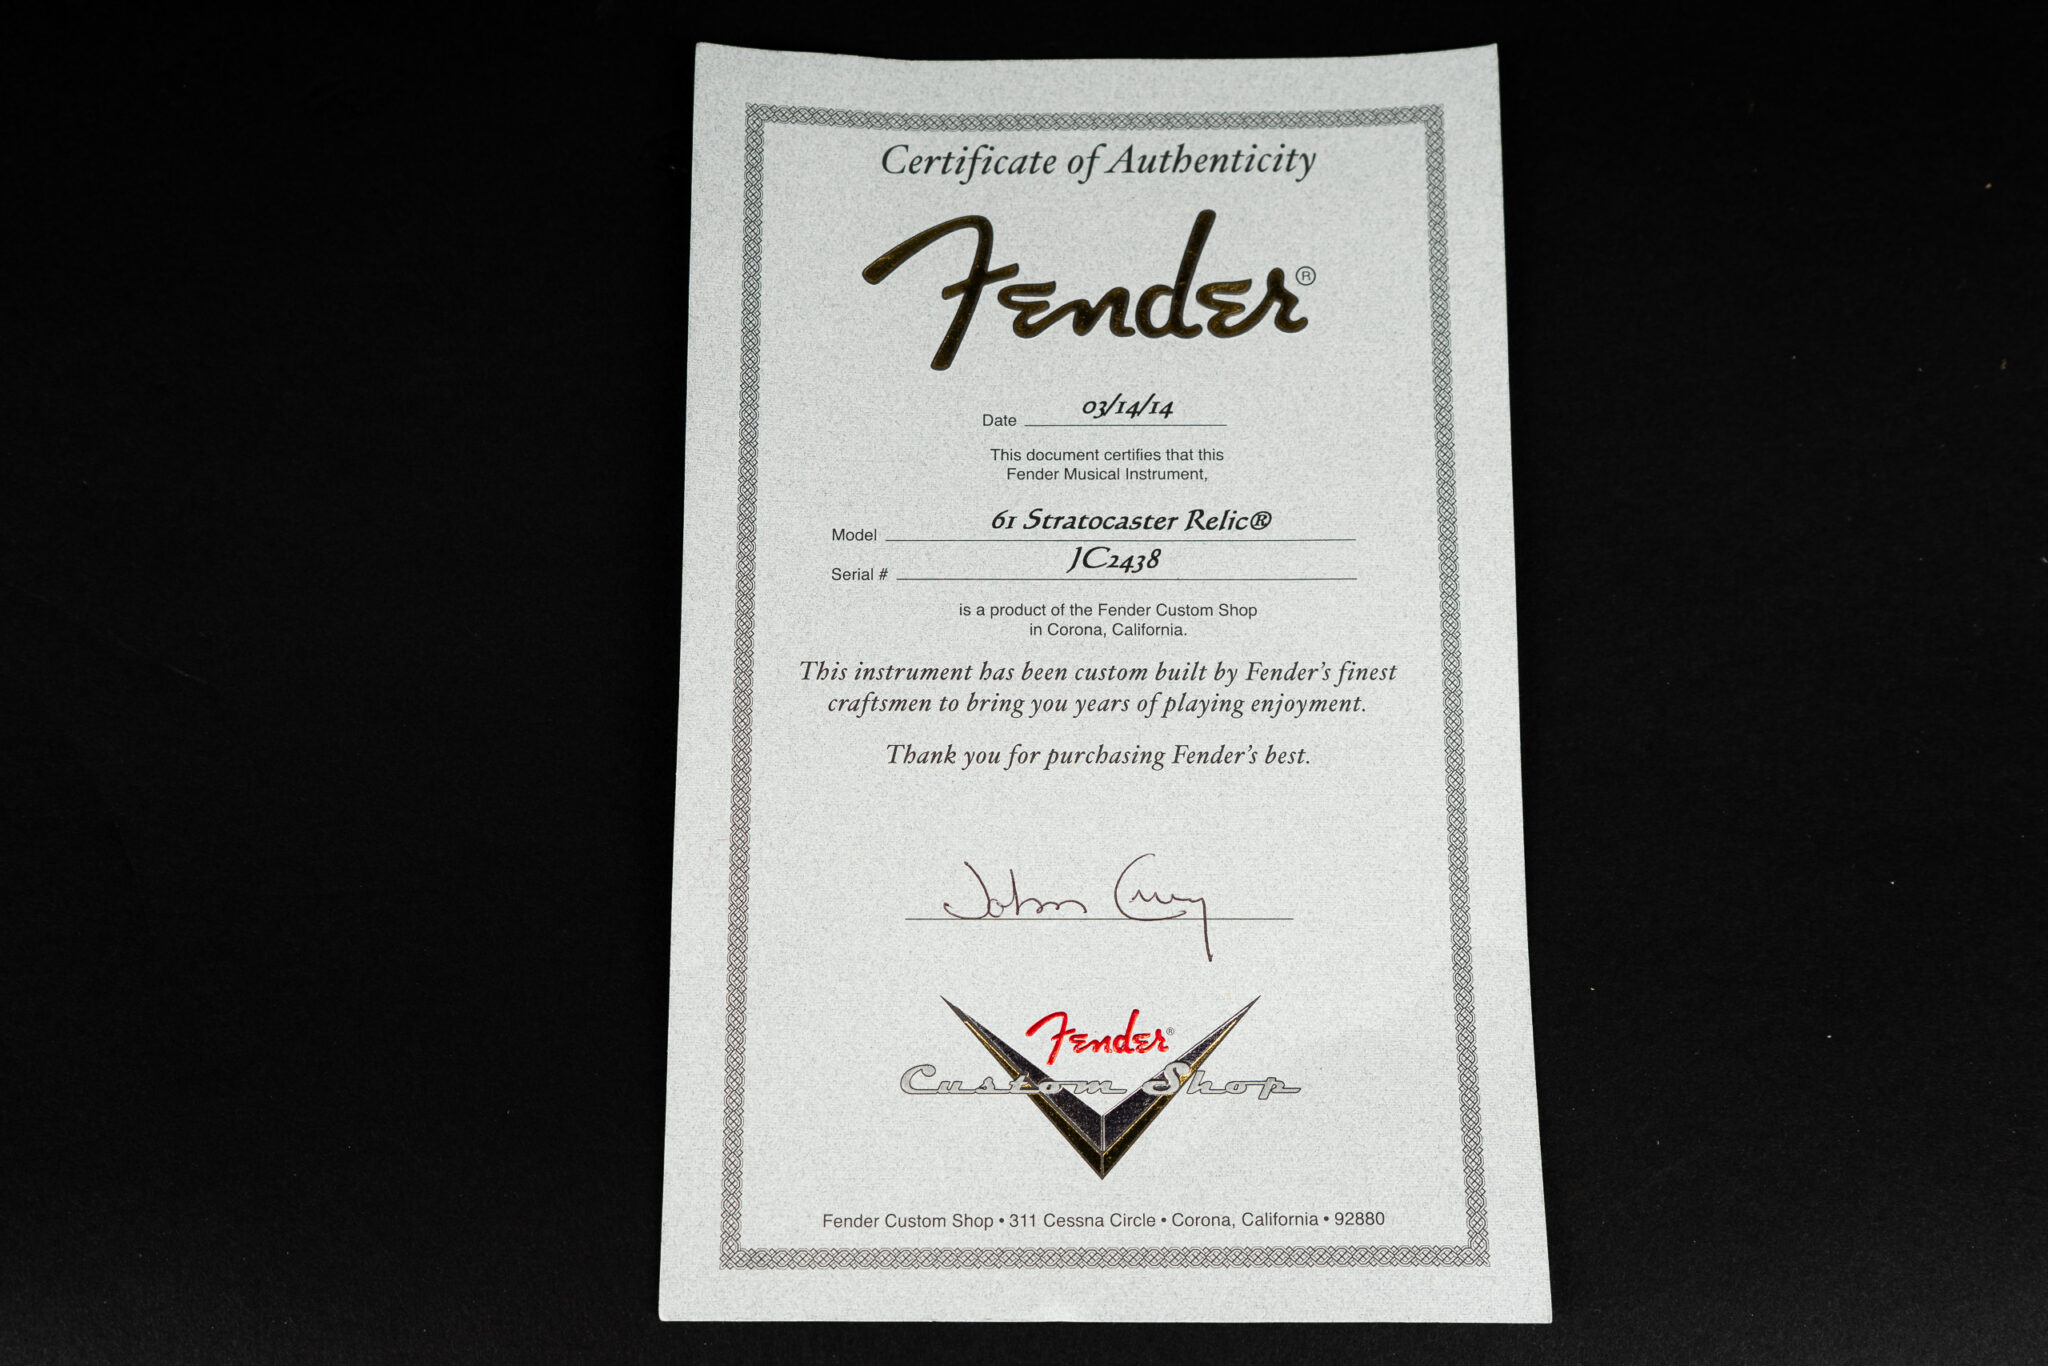 Certificate of Authenticity
Fender®
Date 03/14/14
This document certifies that this
Fender Musical Instrument,
Model 61 Stratocaster Relic®
Serial # JC2438
is a product of the Fender Custom Shop
in Corona, California.
This instrument has been custom built by Fender's finest
craftsmen to bring you years of playing enjoyment.
Thank you for purchasing Fender's best.
John Cruz
Fender®
Custom Shop
Fender Custom Shop • 311 Cessna Circle • Corona, California • 92880